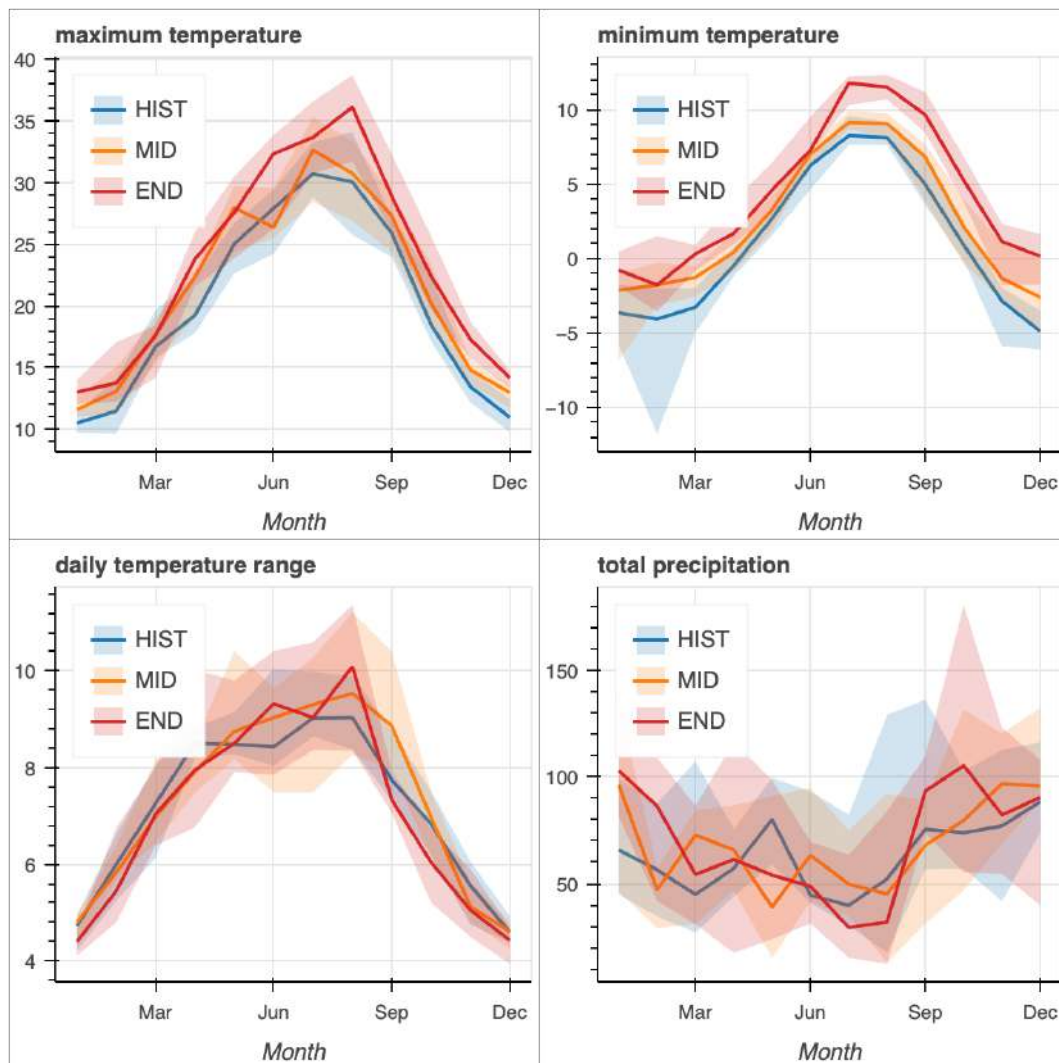 maximum temperature
40
35
30
25
20
15
10
HIST
MID
END
Mar
Jun
Sep
Dec
Month
minimum temperature
10
5
0
−5
−10
HIST
MID
END
Mar
Jun
Sep
Dec
Month
daily temperature range
10
8
6
4
HIST
MID
END
Mar
Jun
Sep
Dec
Month
total precipitation
150
100
50
HIST
MID
END
Mar
Jun
Sep
Dec
Month